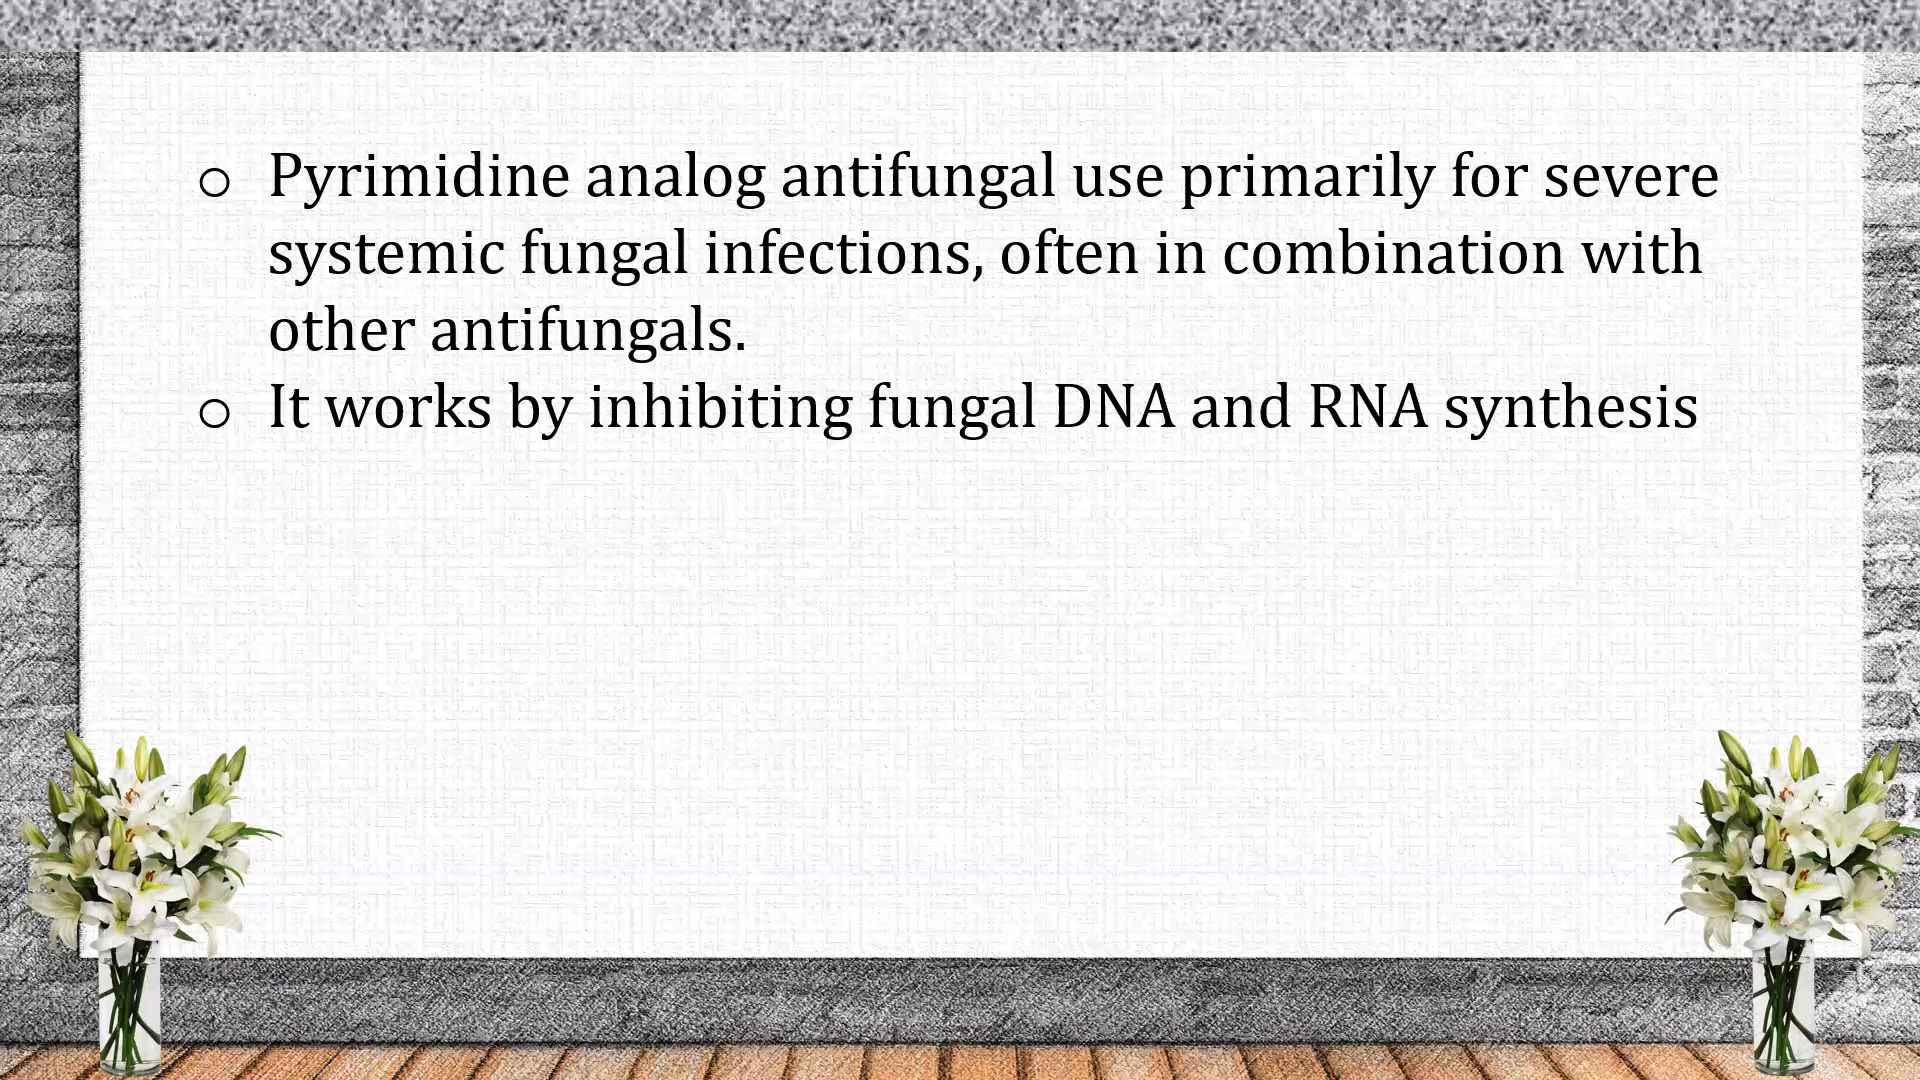 o Pyrimidine analog antifungal use primarily for severe
systemic fungal infections, often in combination with
other antifungals.
o It works by inhibiting fungal DNA and RNA synthesis